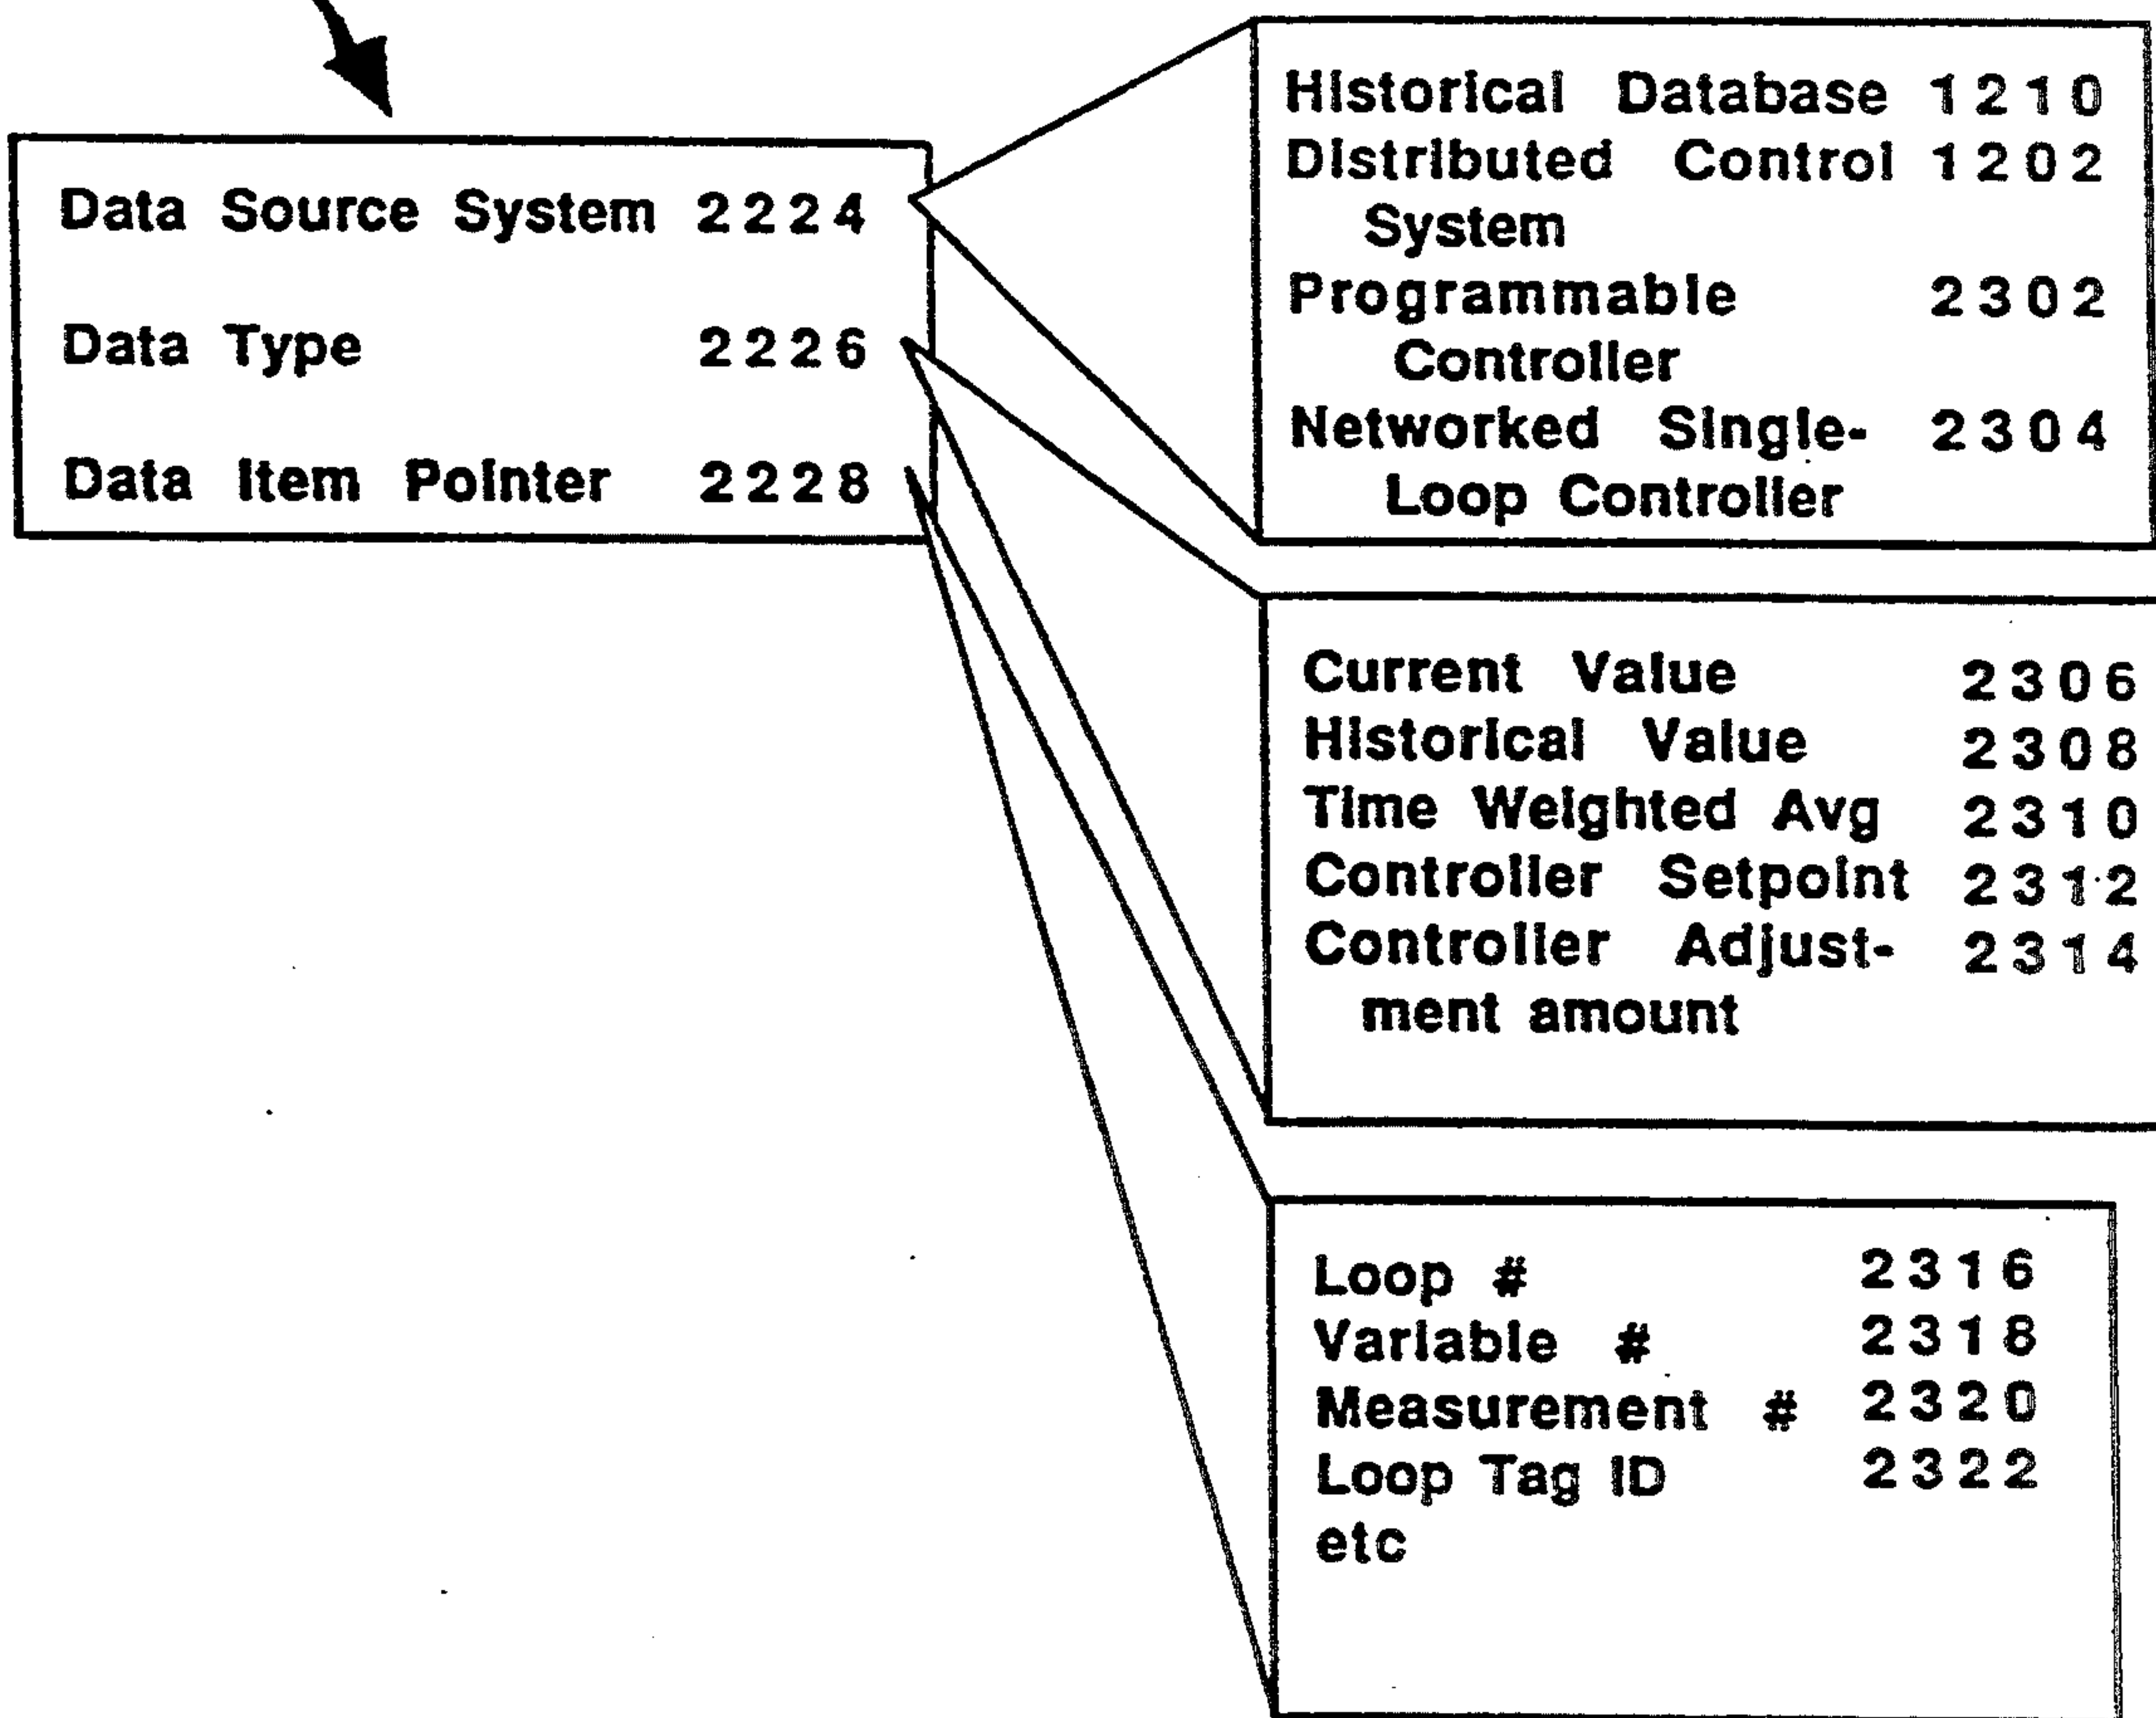 Data Source System 2224
Data Type 2226
Data Item Pointer 2228
Historical Database 1210
Distributed Control 1202
System
Programmable 2302
Controller
Networked Single- 2304
Loop Controller
Current Value 2306
Historical Value 2308
Time Weighted Avg 2310
Controller Setpoint 2312
Controller Adjust- 2314
ment amount
Loop # 2316
Variable # 2318
Measurement # 2320
Loop Tag ID 2322
etc